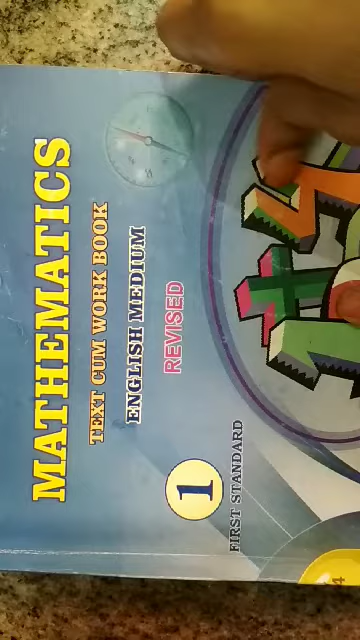 MATHEMATICS
TEXT CUM WORK BOOK
ENGLISH MEDIUM
REVISED
1
FIRST STANDARD